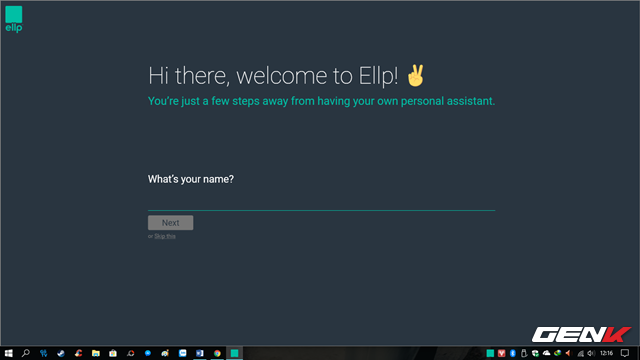 ellp
Hi there, welcome to Ellp!
You're just a few steps away from having your own personal assistant.
What's your name?
Next
or Skip this
GENK
12:16